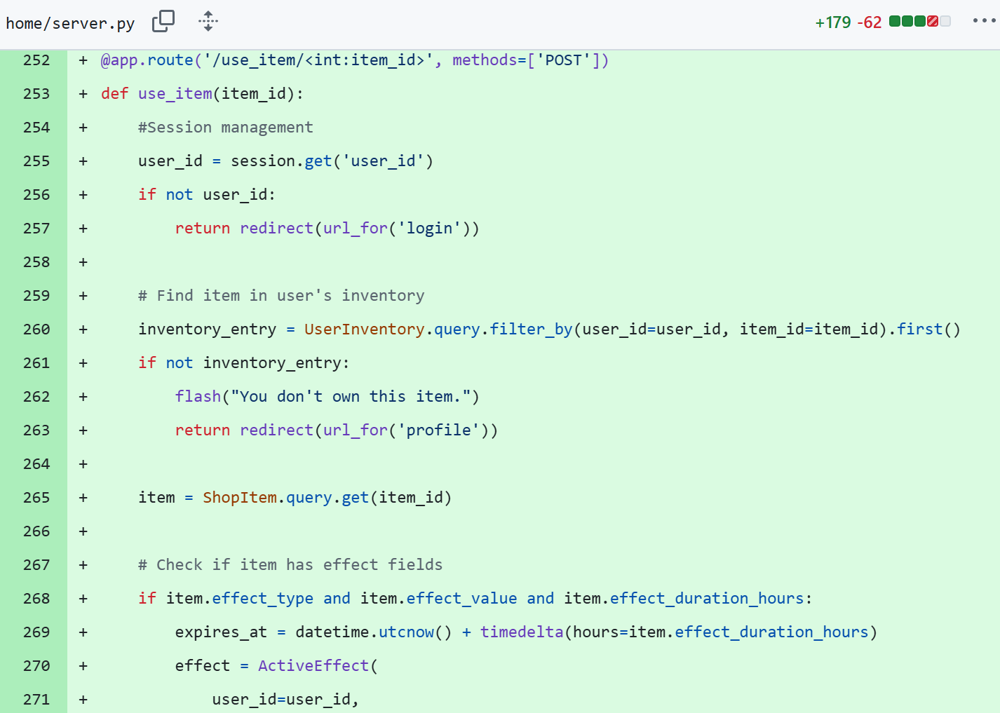 home/server.py +179 -62
252 + @app.route('/use_item/<int:item_id>', methods=['POST'])
253 + def use_item(item_id):
254 +     #Session management
255 +     user_id = session.get('user_id')
256 +     if not user_id:
257 +         return redirect(url_for('login'))
258 +
259 +     # Find item in user's inventory
260 +     inventory_entry = UserInventory.query.filter_by(user_id=user_id, item_id=item_id).first()
261 +     if not inventory_entry:
262 +         flash("You don't own this item.")
263 +         return redirect(url_for('profile'))
264 +
265 +     item = ShopItem.query.get(item_id)
266 +
267 +     # Check if item has effect fields
268 +     if item.effect_type and item.effect_value and item.effect_duration_hours:
269 +         expires_at = datetime.utcnow() + timedelta(hours=item.effect_duration_hours)
270 +         effect = ActiveEffect(
271 +             user_id=user_id,